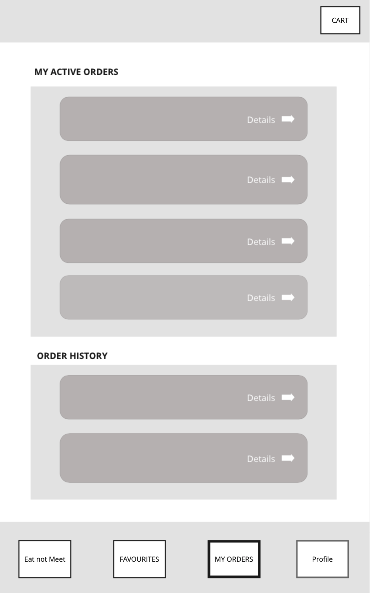 CART
MY ACTIVE ORDERS
Details
Details
Details
Details
ORDER HISTORY
Details
Details
Eat not Meet
FAVOURITES
MY ORDERS
Profile